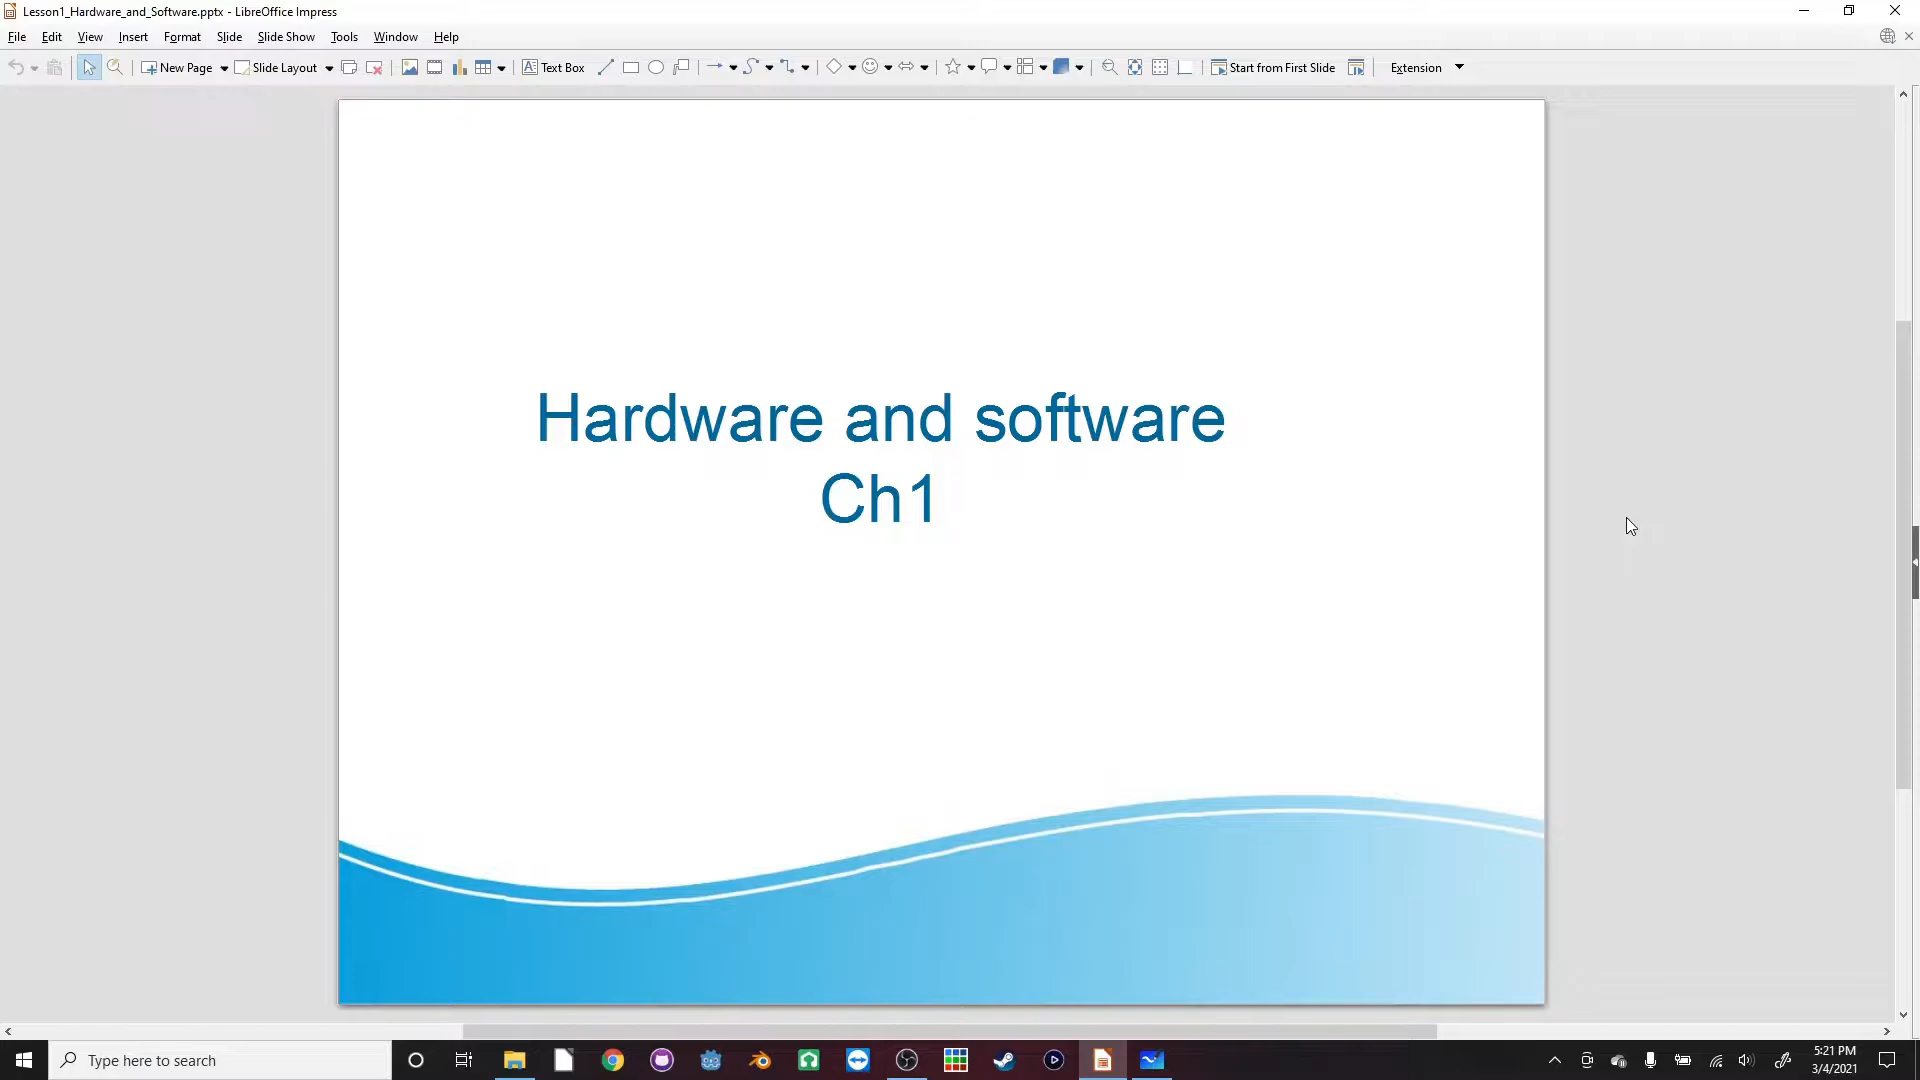 Lesson1_Hardware_and_Software.pptx - LibreOffice Impress
File Edit View Insert Format Slide Slide Show Tools Window Help
New Page Slide Layout Text Box Start from First Slide Extension
Hardware and software
Ch1
Type here to search
5:21 PM
3/4/2021